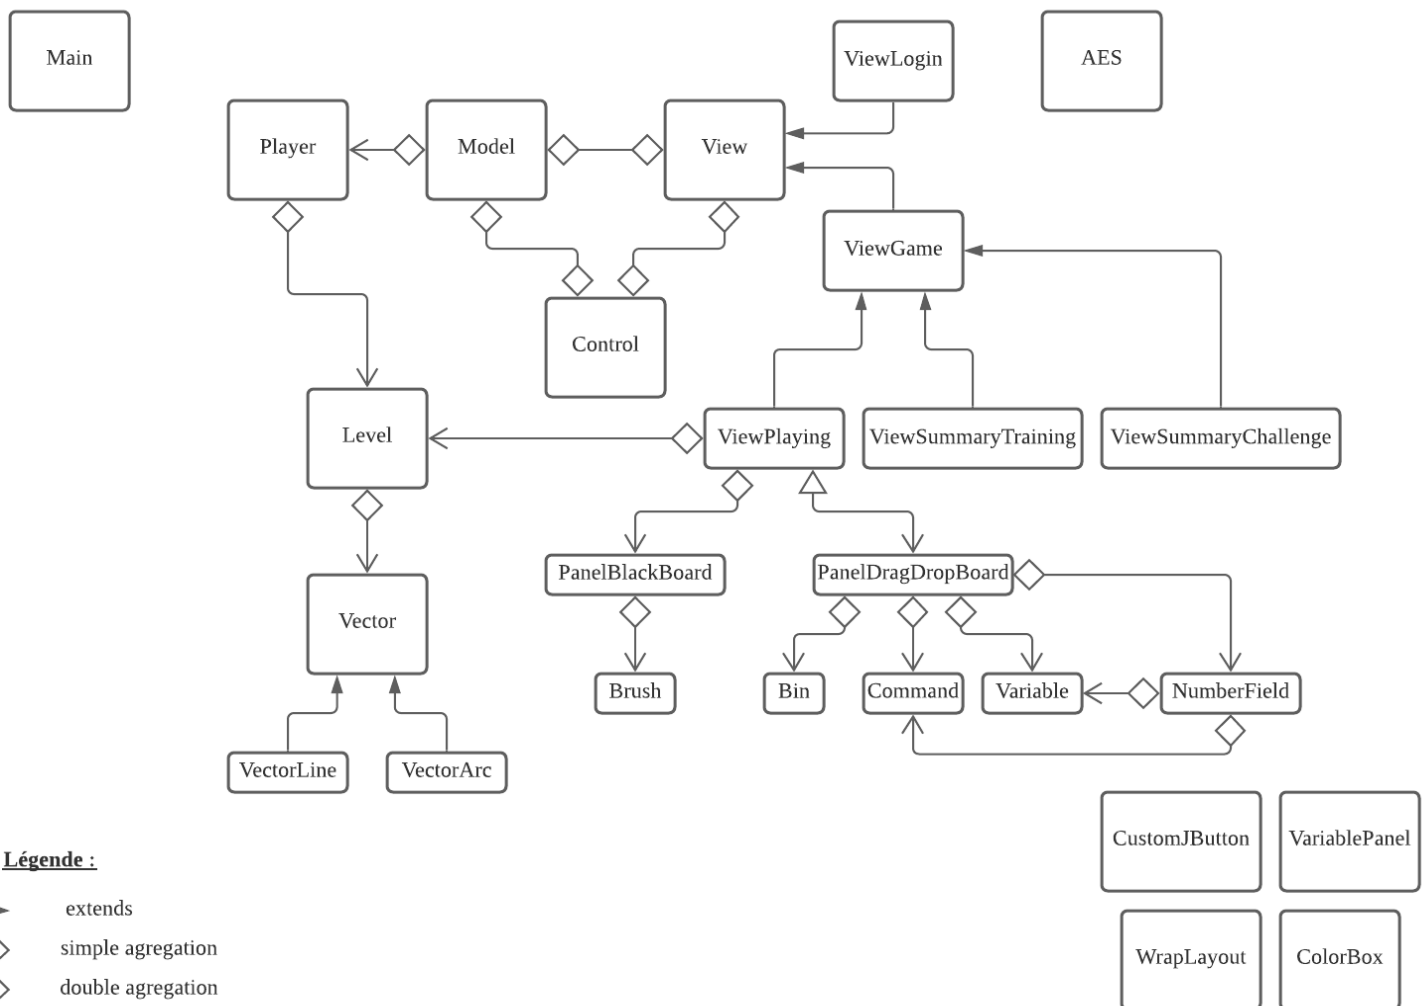 Main
ViewLogin
AES
Player
Model
View
ViewGame
Control
Level
ViewPlaying
ViewSummaryTraining
ViewSummaryChallenge
PanelBlackBoard
PanelDragDropBoard
Vector
Brush
Bin
Command
Variable
NumberField
VectorLine
VectorArc
CustomJButton
VariablePanel
Légende :
extends
simple agregation
WrapLayout
ColorBox
double agregation